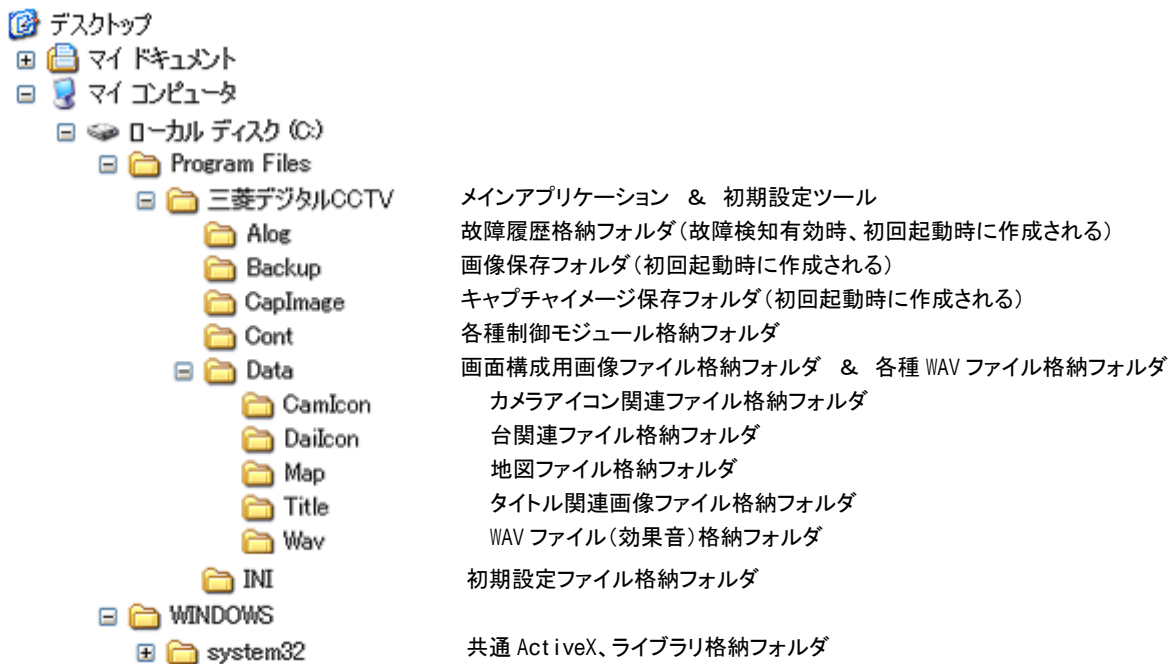 デスクトップ
マイ ドキュメント
マイ コンピュータ
ローカル ディスク (C:)
Program Files
三菱デジタルCCTV メインアプリケーション & 初期設定ツール
Alog 故障履歴格納フォルダ(故障検知有効時、初回起動時に作成される)
Backup 画像保存フォルダ(初回起動時に作成される)
CapImage キャプチャイメージ保存フォルダ(初回起動時に作成される)
Cont 各種制御モジュール格納フォルダ
Data 画面構成用画像ファイル格納フォルダ & 各種 WAV ファイル格納フォルダ
CamIcon カメラアイコン関連ファイル格納フォルダ
DaiIcon 台関連ファイル格納フォルダ
Map 地図ファイル格納フォルダ
Title タイトル関連画像ファイル格納フォルダ
Wav WAV ファイル(効果音)格納フォルダ
INI 初期設定ファイル格納フォルダ
WINDOWS
system32 共通 ActiveX、ライブラリ格納フォルダ